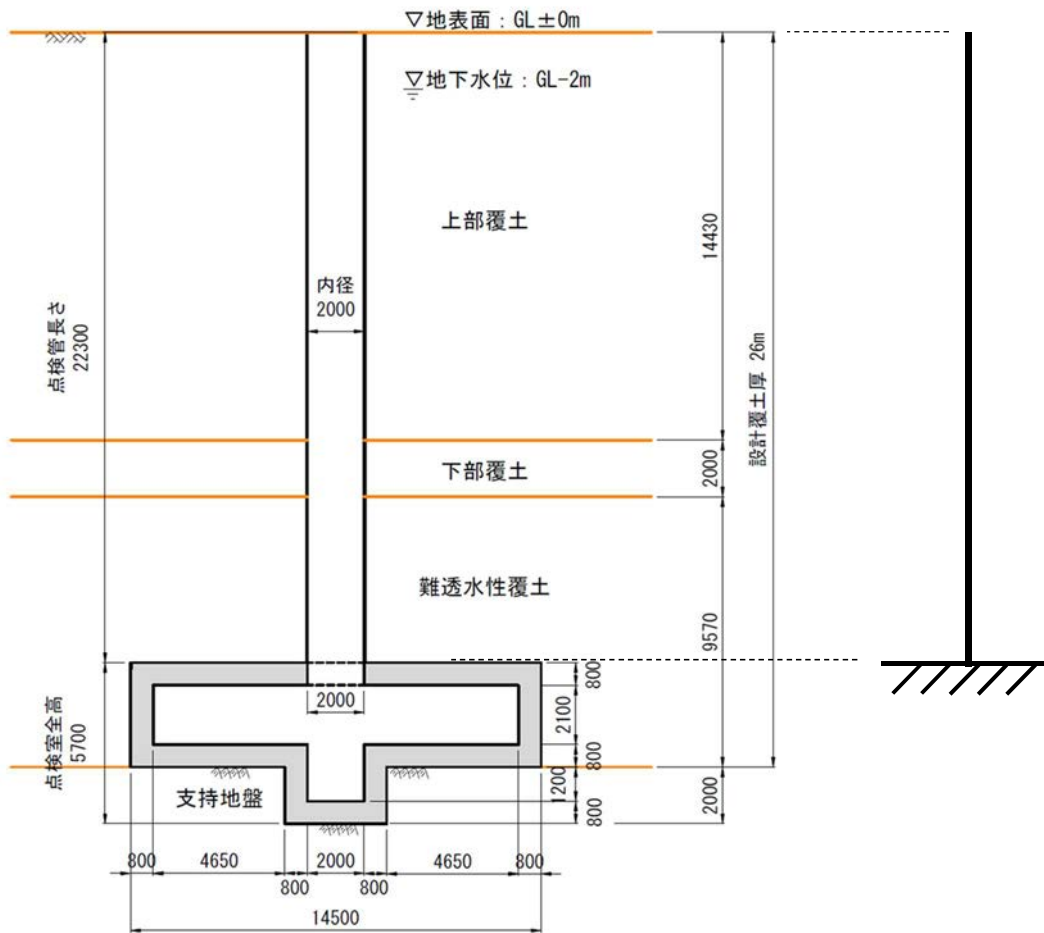 ▽地表面：GL±0m
▽地下水位：GL-2m
上部覆土
14430
内径
2000
点検管長さ
22300
設計覆土厚 26m
下部覆土
2000
難透水性覆土
9570
800
2000
2100
点検室全高
5700
800
1200
支持地盤
2000
800
800
4650
2000
4650
800
800
800
14500